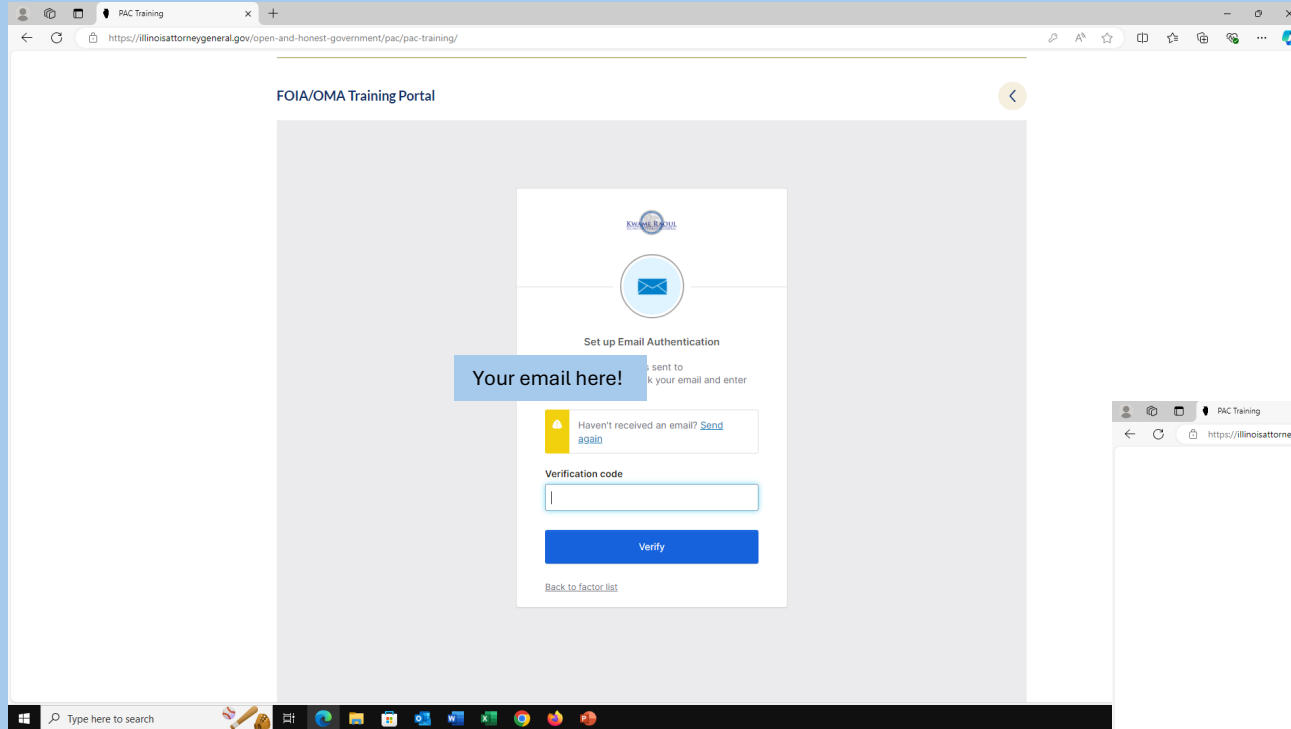 PAC Training
https://illinoisattorneygeneral.gov/open-and-honest-government/pac/pac-training/
FOIA/OMA Training Portal
KWAME RAOUL
Set up Email Authentication
sent to
k your email and enter
Your email here!
Haven't received an email? Send
again
Verification code
Verify
Back to factor list
PAC Training
https://illinoisattorne
Type here to search